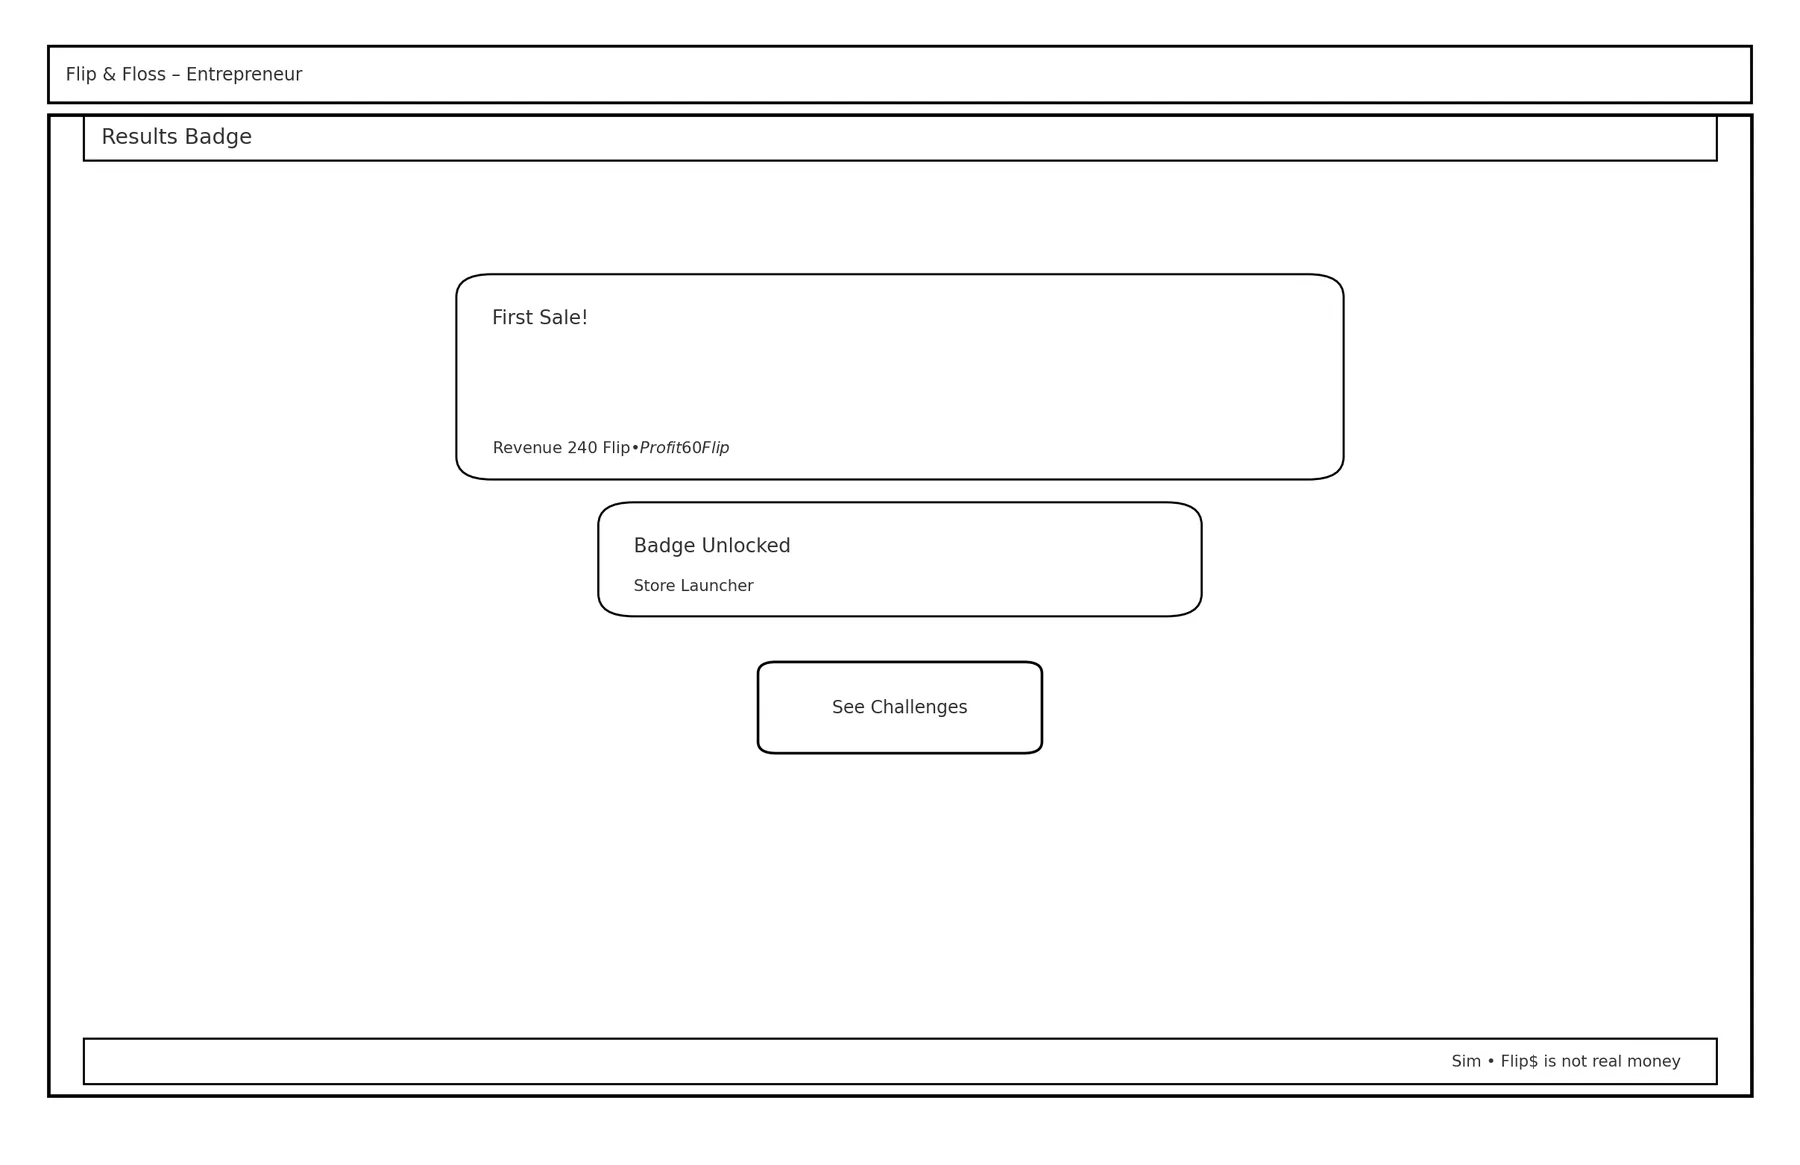 Flip & Floss – Entrepreneur
Results Badge
First Sale!
Revenue 240 Flip•Profit60Flip
Badge Unlocked
Store Launcher
See Challenges
Sim • Flip$ is not real money